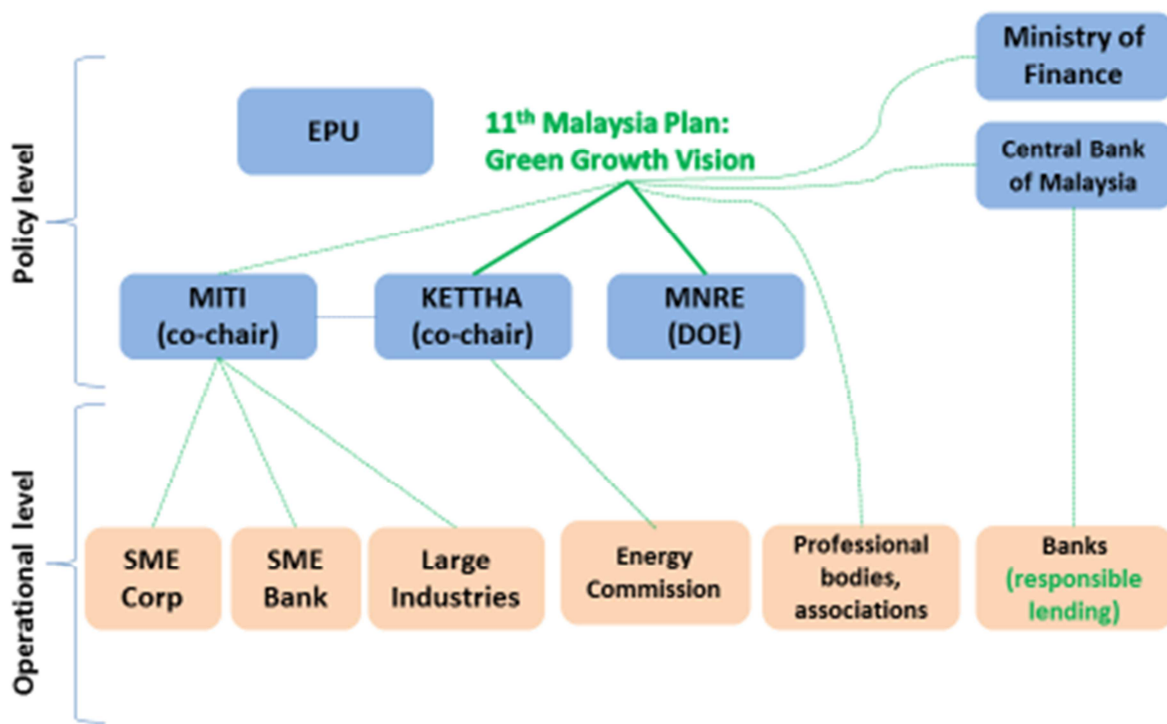 Ministry of
Finance
EPU
11th Malaysia Plan:
Green Growth Vision
Central Bank
of Malaysia
Policy level
MITI
(co-chair)
KETTHA
(co-chair)
MNRE
(DOE)
Operational level
SME
Corp
SME
Bank
Large
Industries
Energy
Commission
Professional
bodies,
associations
Banks
(responsible
lending)